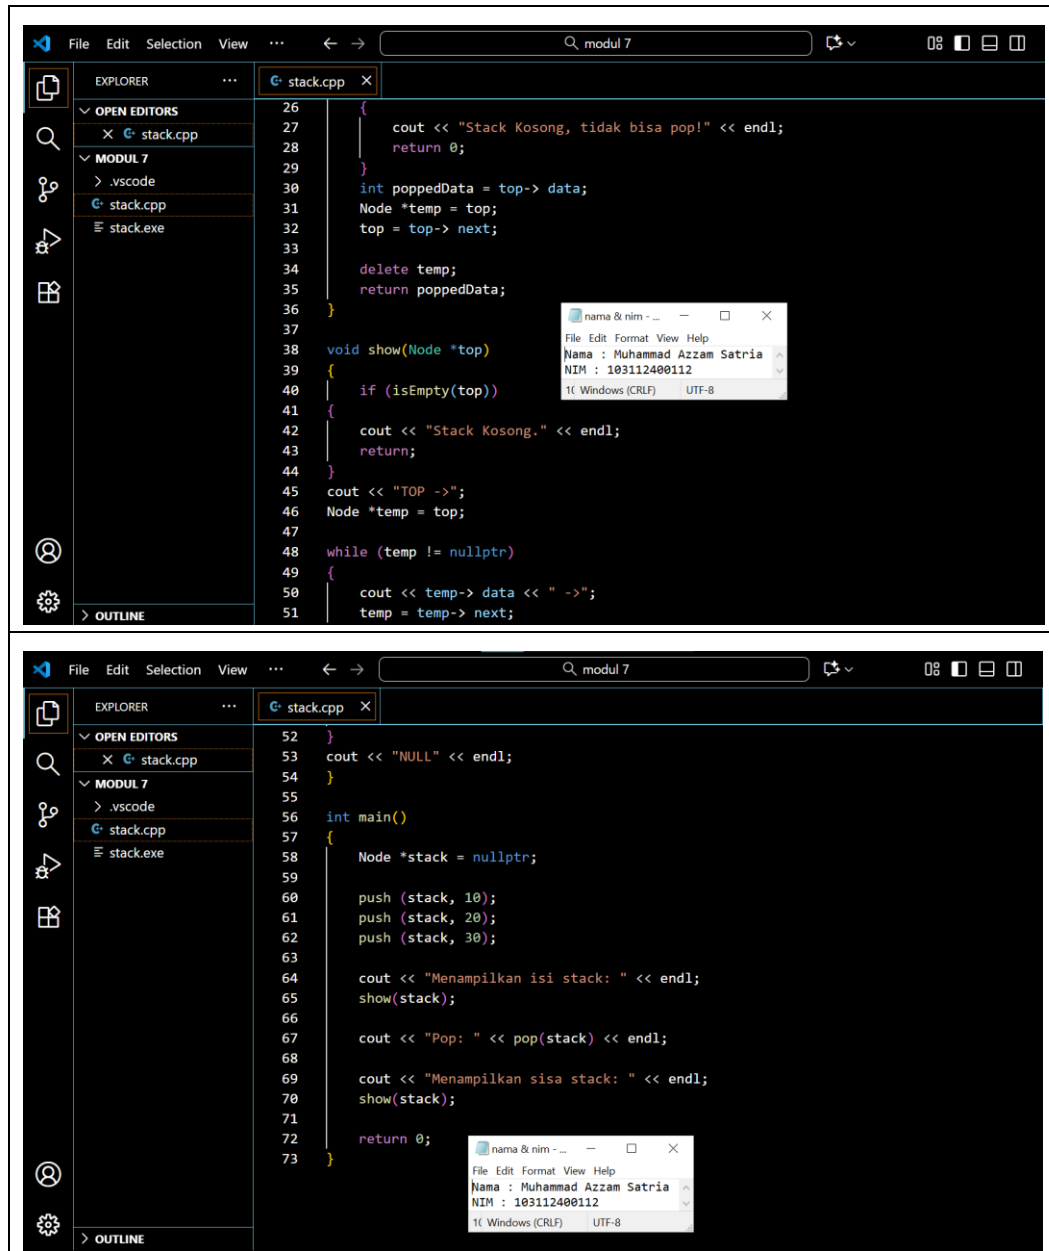 File Edit Selection View ··· modul 7
EXPLORER ···
stack.cpp
OPEN EDITORS
stack.cpp
MODUL 7
.vscode
stack.cpp
stack.exe
OUTLINE
26 {
27 cout << "Stack Kosong, tidak bisa pop!" << endl;
28 return 0;
29 }
30 int poppedData = top-> data;
31 Node *temp = top;
32 top = top-> next;
33
34 delete temp;
35 return poppedData;
36 }
37
38 void show(Node *top)
39 {
40 if (isEmpty(top))
41 {
42 cout << "Stack Kosong." << endl;
43 return;
44 }
45 cout << "TOP ->";
46 Node *temp = top;
47
48 while (temp != nullptr)
49 {
50 cout << temp-> data << " ->";
51 temp = temp-> next;
nama & nim - ...
File Edit Format View Help
Nama : Muhammad Azzam Satria
NIM : 103112400112
Windows (CRLF) UTF-8
File Edit Selection View ··· modul 7
EXPLORER ···
stack.cpp
OPEN EDITORS
stack.cpp
MODUL 7
.vscode
stack.cpp
stack.exe
OUTLINE
52 }
53 cout << "NULL" << endl;
54 }
55
56 int main()
57 {
58 Node *stack = nullptr;
59
60 push (stack, 10);
61 push (stack, 20);
62 push (stack, 30);
63
64 cout << "Menampilkan isi stack: " << endl;
65 show(stack);
66
67 cout << "Pop: " << pop(stack) << endl;
68
69 cout << "Menampilkan sisa stack: " << endl;
70 show(stack);
71
72 return 0;
73 }
nama & nim - ...
File Edit Format View Help
Nama : Muhammad Azzam Satria
NIM : 103112400112
Windows (CRLF) UTF-8